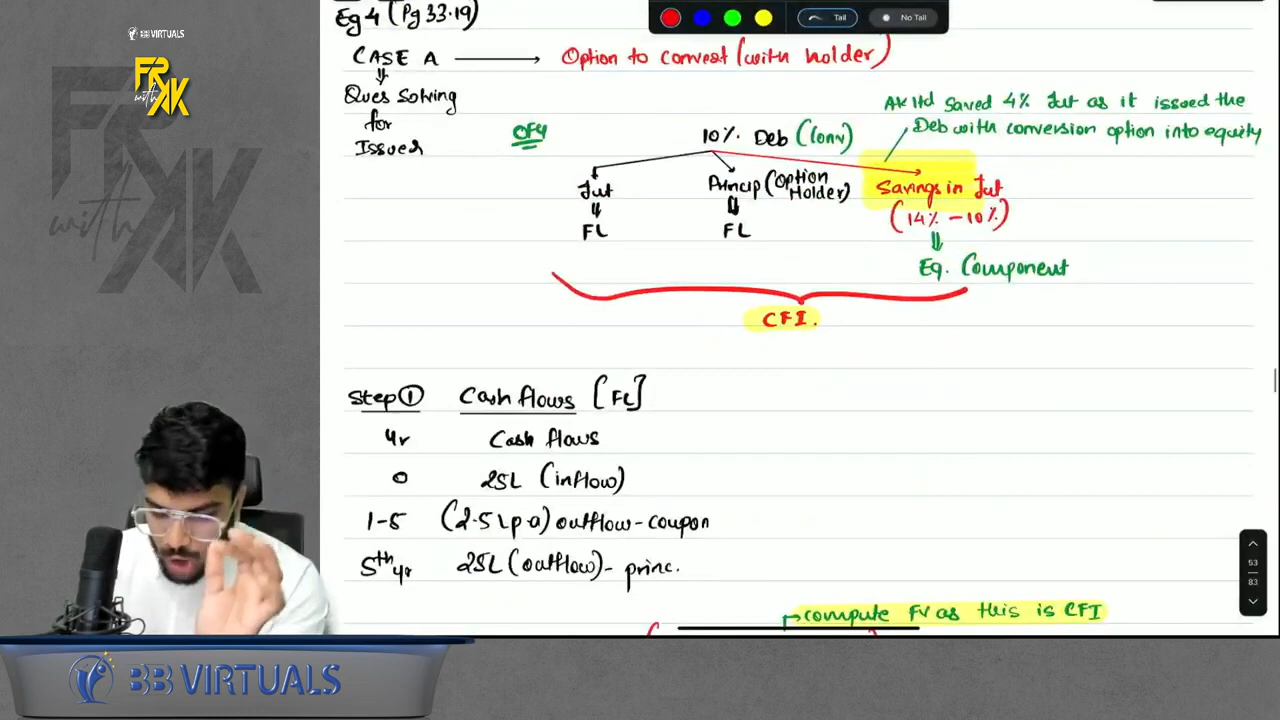 Eg 4 (Pg 33.19)
Tail
No Tail
BB VIRTUALS
FR
with
AK
CASE A → Option to convert (with holder)
Ques Solving
for
Issuer
AK ltd saved 4% Int as it issued the
Deb with conversion option into equity
10% Deb (Conv)
Int
FL
Princip (Option Holder)
FL
Savings in Int
(14% - 10%)
Eq. Component
CFI.
Step ① Cash flows [FL]
Yr Cash flows
0 25L (inflow)
1-5 (2.5L p.a) outflow - coupon
5th yr 25L (outflow) - princ.
compute FV as this is CFI
53
83
BB VIRTUALS